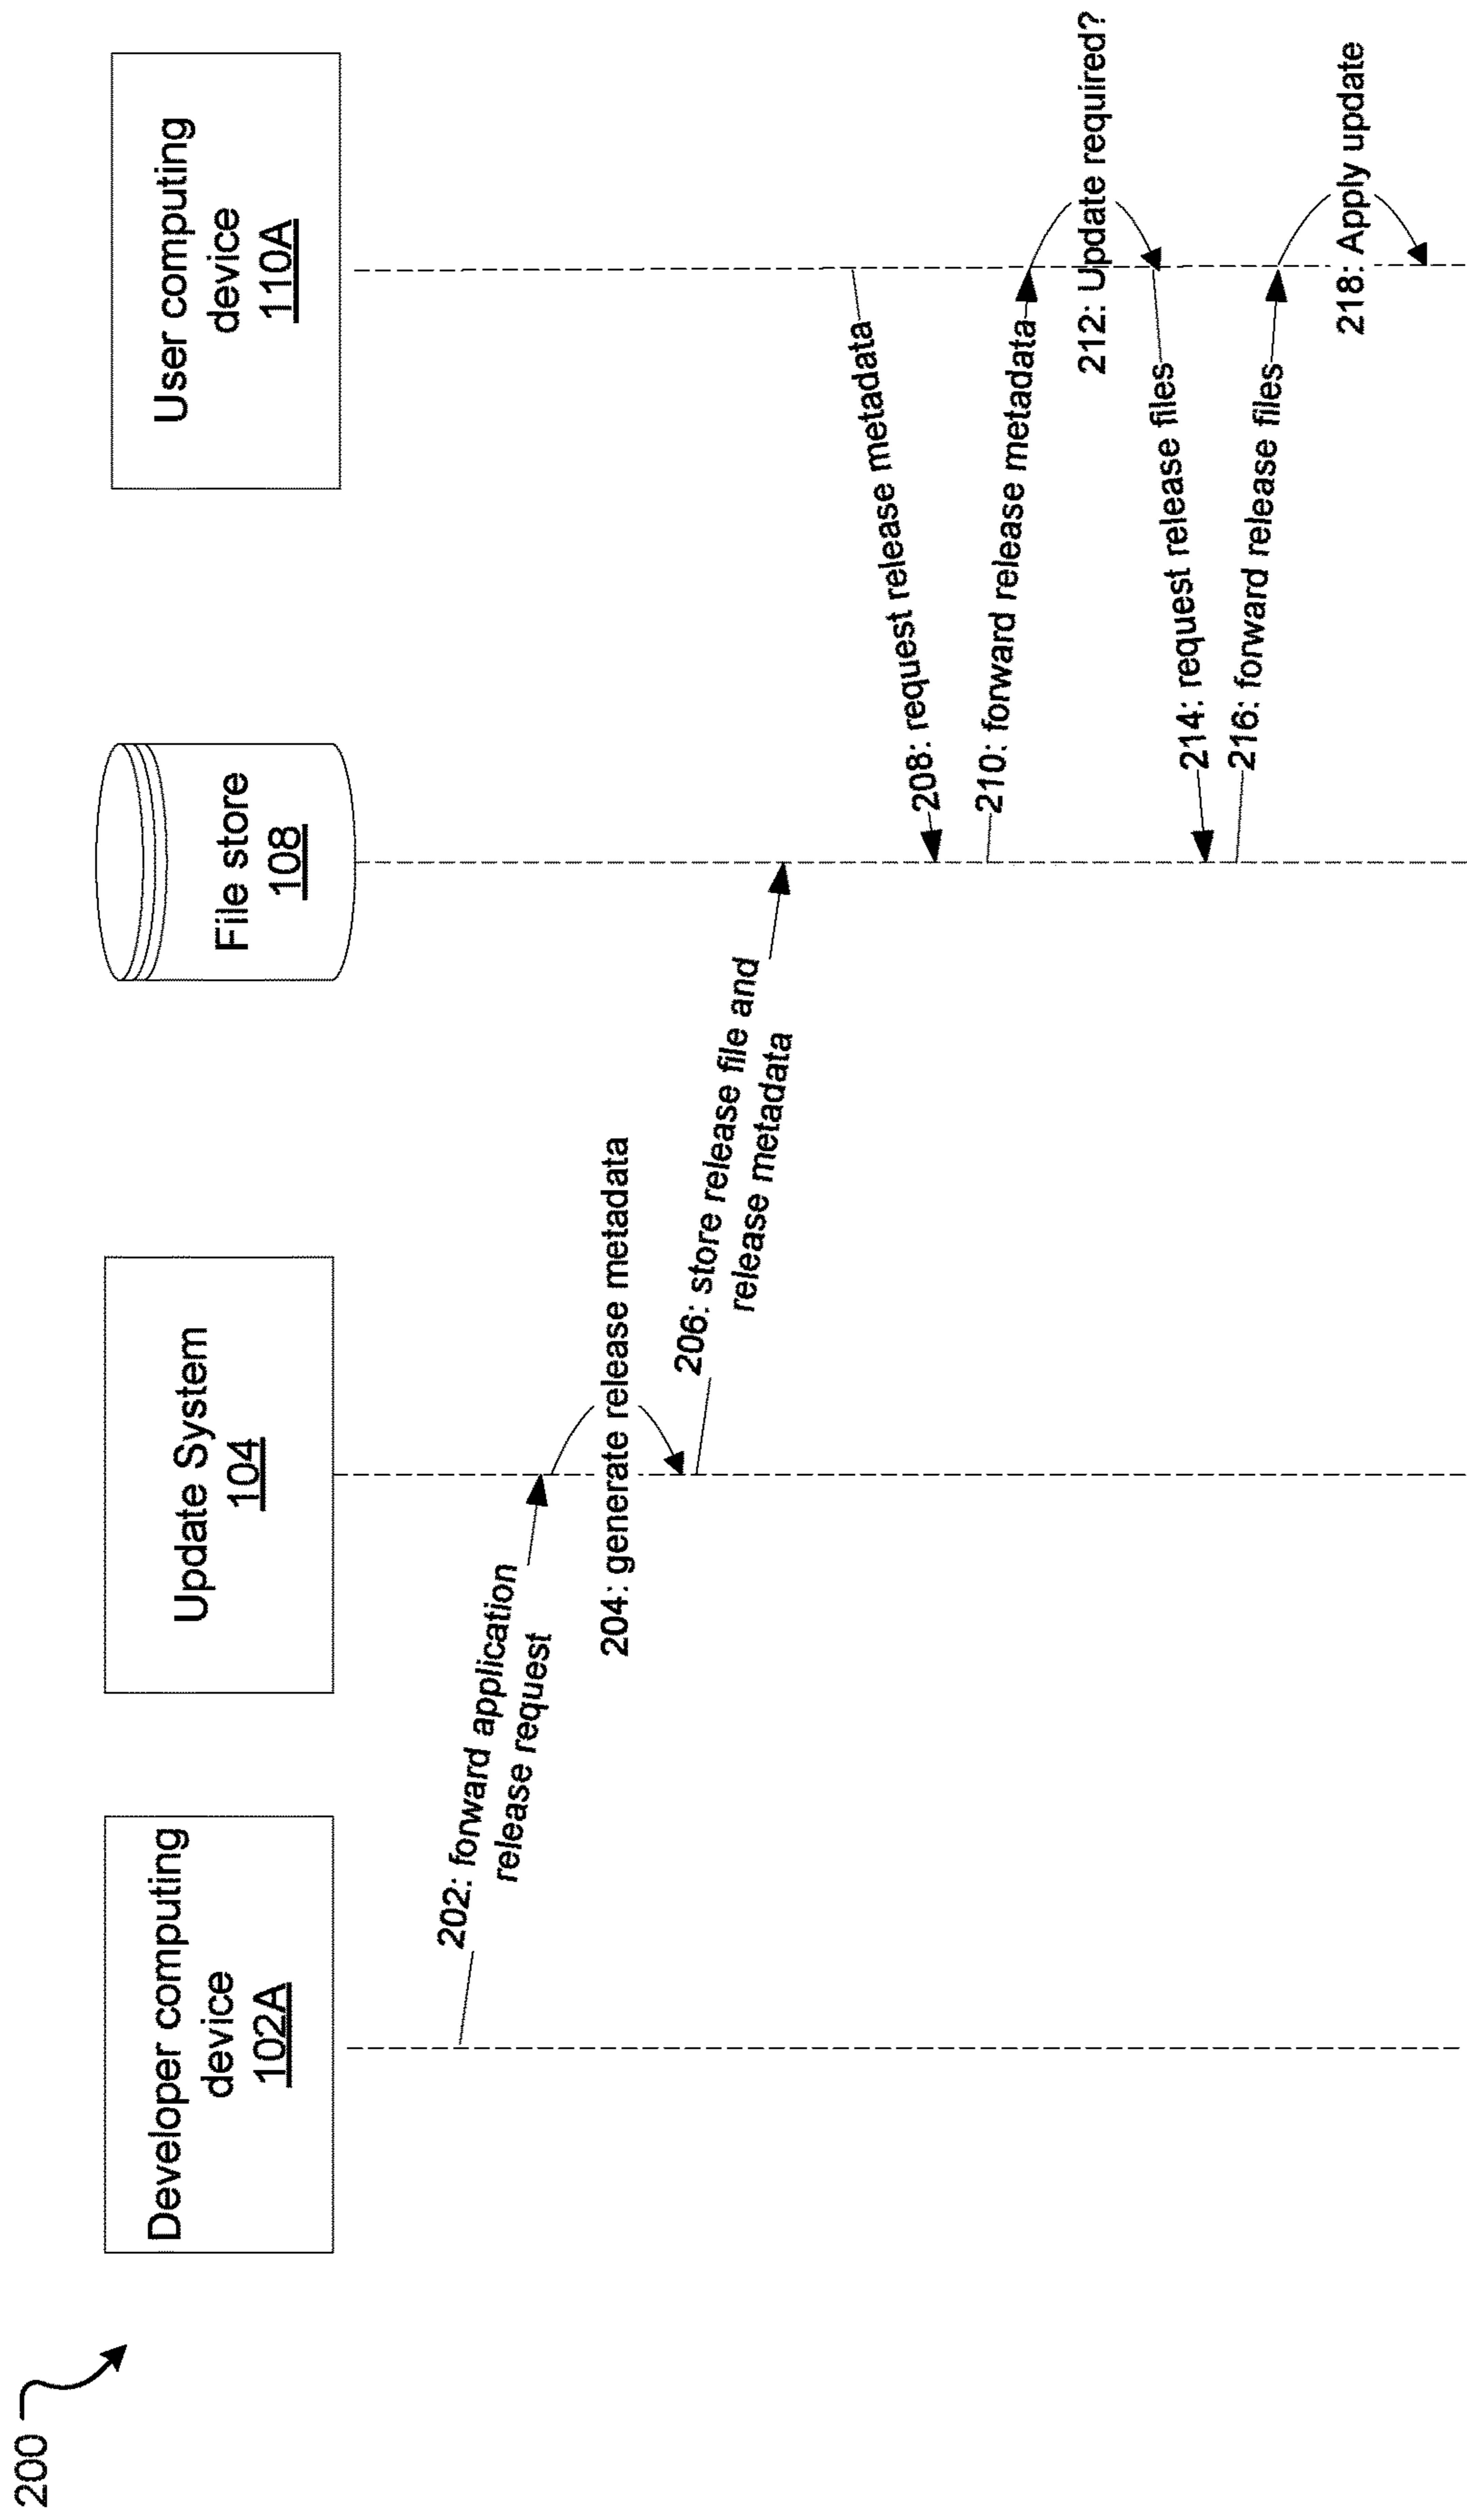 200
Developer computing
device
102A
Update System
104
File store
108
User computing
device
110A
202: forward application
release request
204: generate release metadata
206: store release file and
release metadata
208: request release metadata
210: forward release metadata
212: Update required?
214: request release files
216: forward release files
218: Apply update